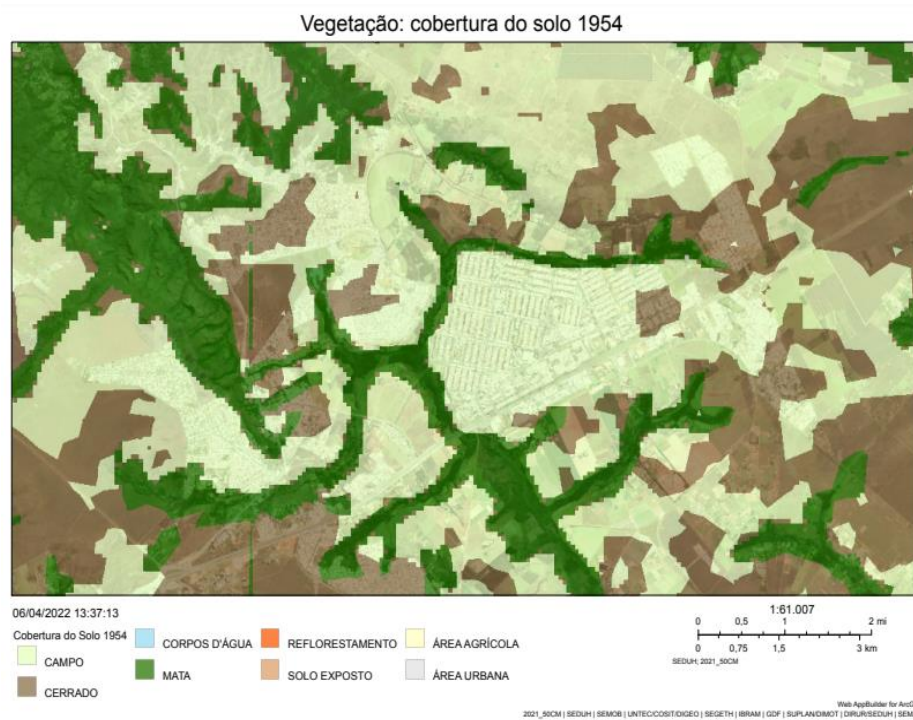 Vegetação: cobertura do solo 1954
06/04/2022 13:37:13
Cobertura do Solo 1954
CAMPO
CERRADO
CORPOS D'ÁGUA
MATA
REFLORESTAMENTO
SOLO EXPOSTO
ÁREA AGRÍCOLA
ÁREA URBANA
1:61.007
0 0,5 1 2 mi
0 0,75 1,5 3 km
SEDUH; 2021_50CM
Web AppBuilder for ArcG
2021_50CM | SEDUH | SEMOB | UNTEC/COSIT/DIGEO | SEGETH | IBRAM | GDF | SUPLAN/DIMOT | DIRUR/SEDUH | SEM